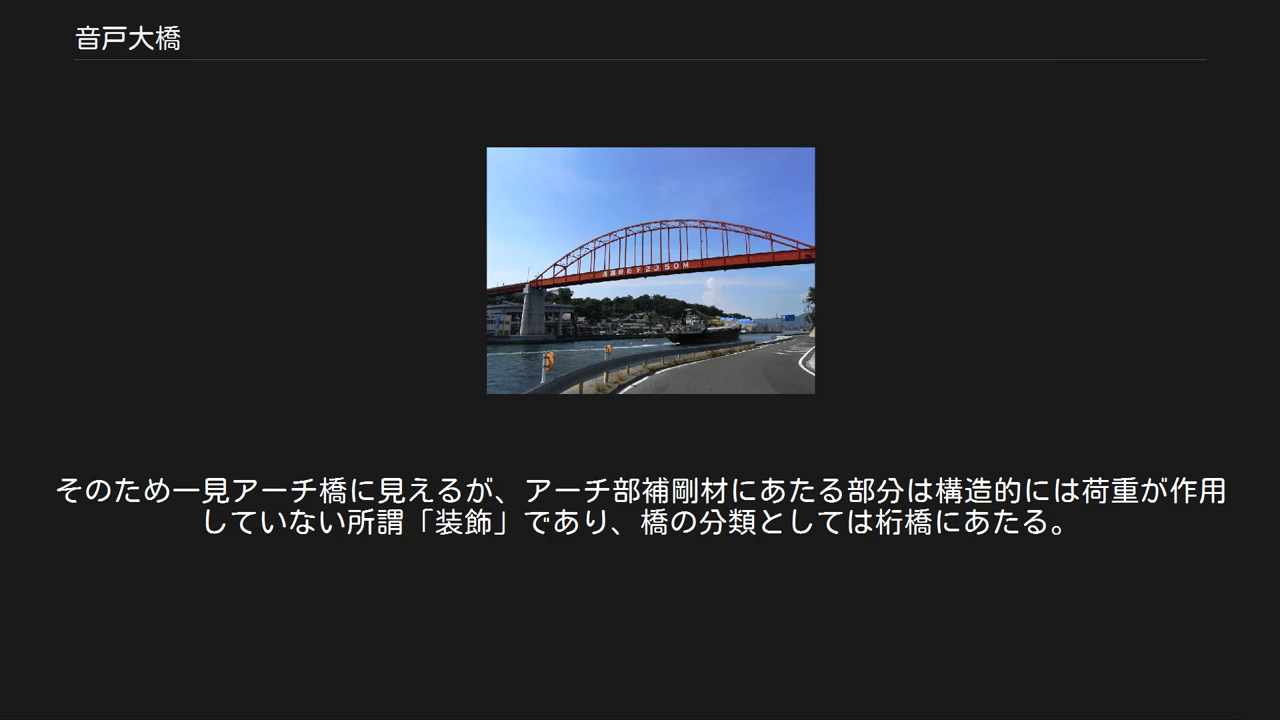 音戸大橋
そのため一見アーチ橋に見えるが、アーチ部補剛材にあたる部分は構造的には荷重が作用
していない所謂「装飾」であり、橋の分類としては桁橋にあたる。